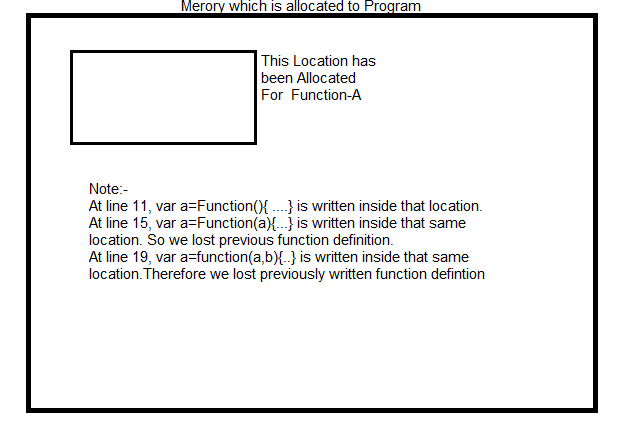 Merory which is allocated to Program
This Location has
been Allocated
For  Function-A
Note:-
At line 11, var a=Function(){ ....} is written inside that location.
At line 15, var a=Function(a){...} is written inside that same
location. So we lost previous function definition.
At line 19, var a=function(a,b){..} is written inside that same
location.Therefore we lost previously written function defintion